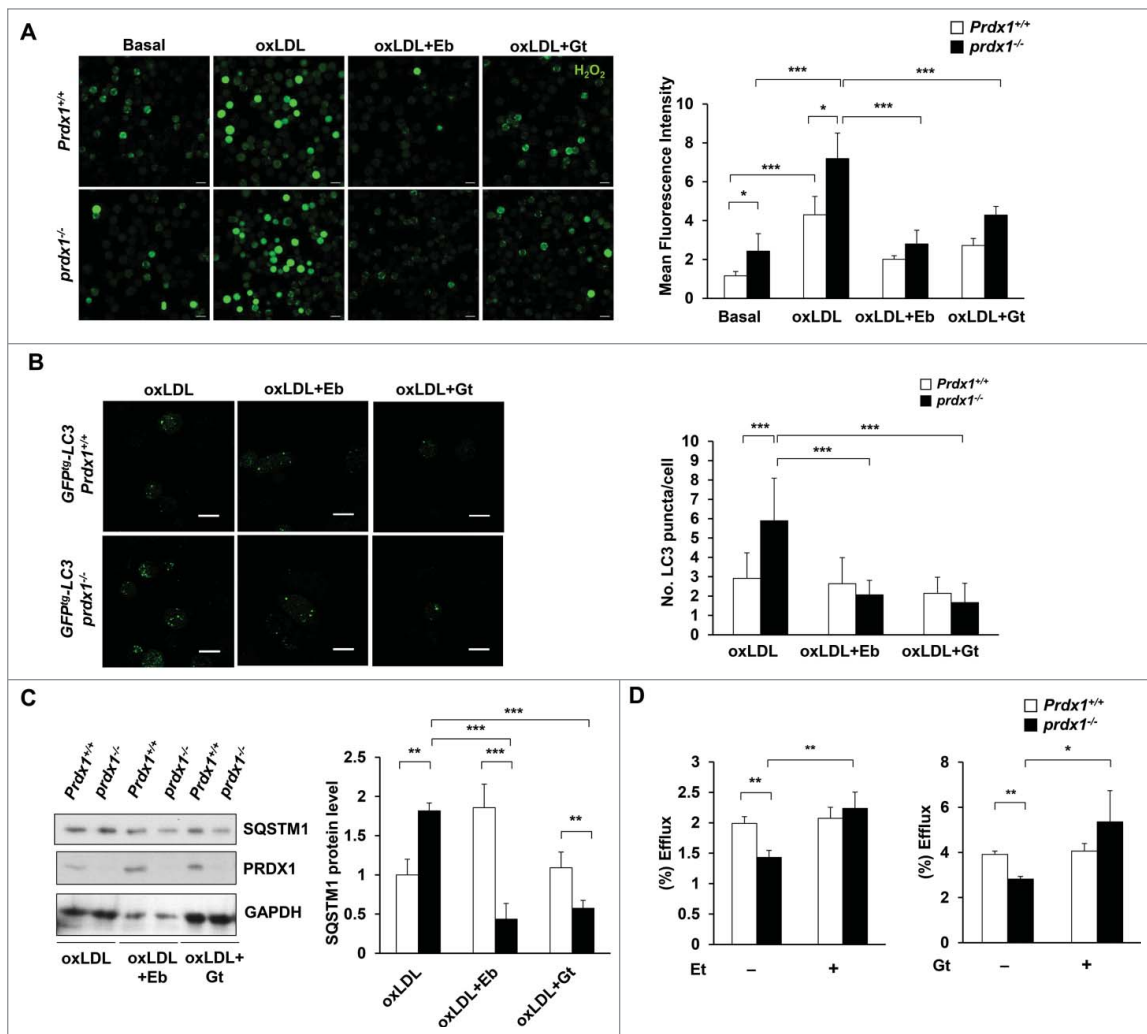 A
Basal oxLDL oxLDL+Eb oxLDL+Gt
H2O2
Prdx1+/+
prdx1-/-
Prdx1+/+
prdx1-/-
Mean Fluorescence Intensity
10
8
6
4
2
0
* *** * *** *** ***
Basal oxLDL oxLDL+Eb oxLDL+Gt
B
oxLDL oxLDL+Eb oxLDL+Gt
GFPtg-LC3
Prdx1+/+
GFPtg-LC3
prdx1-/-
Prdx1+/+
prdx1-/-
No. LC3 puncta/cell
10
9
8
7
6
5
4
3
2
1
0
*** *** ***
oxLDL oxLDL+Eb oxLDL+Gt
C
Prdx1+/+ prdx1-/- Prdx1+/+ prdx1-/- Prdx1+/+ prdx1-/-
SQSTM1
PRDX1
GAPDH
oxLDL oxLDL oxLDL+
+Eb Gt
SQSTM1 protein level
2.5
2
1.5
1
0.5
0
** *** *** *** **
oxLDL oxLDL+Eb oxLDL+Gt
D
Prdx1+/+
prdx1-/-
(%) Efflux
3
2.5
2
1.5
1
0.5
0
** **
Et – +
(%) Efflux
8
6
4
2
0
** *
Gt – +